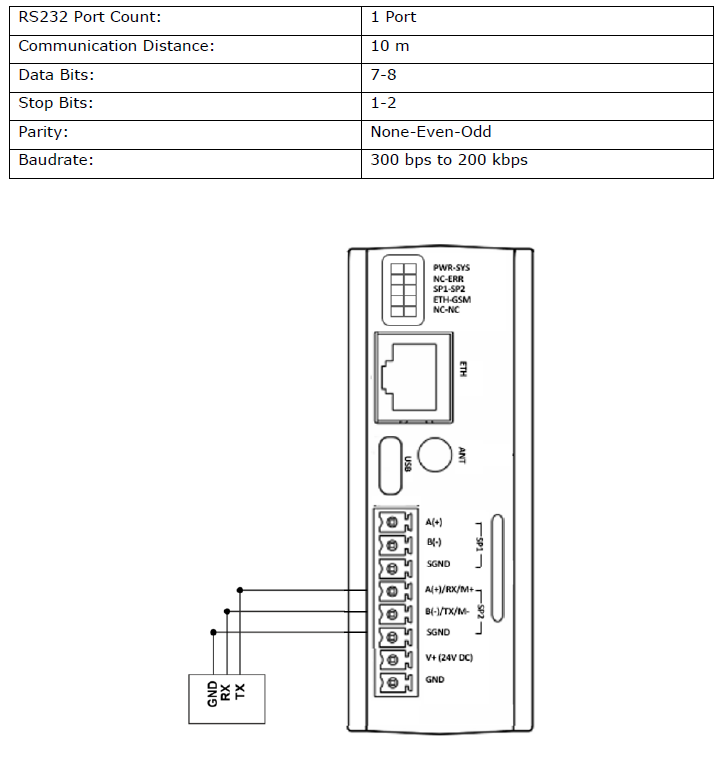 RS232 Port Count: 1 Port
Communication Distance: 10 m
Data Bits: 7-8
Stop Bits: 1-2
Parity: None-Even-Odd
Baudrate: 300 bps to 200 kbps
PWR-SYS
NC-ERR
SP1-SP2
ETH-GSM
NC-NC
ETH
ANT
USB
A(+)
B(-)
SGND
SP1
A(+)/RX/M+
B(-)/TX/M-
SGND
SP2
V+ (24V DC)
GND
GND
RX
TX